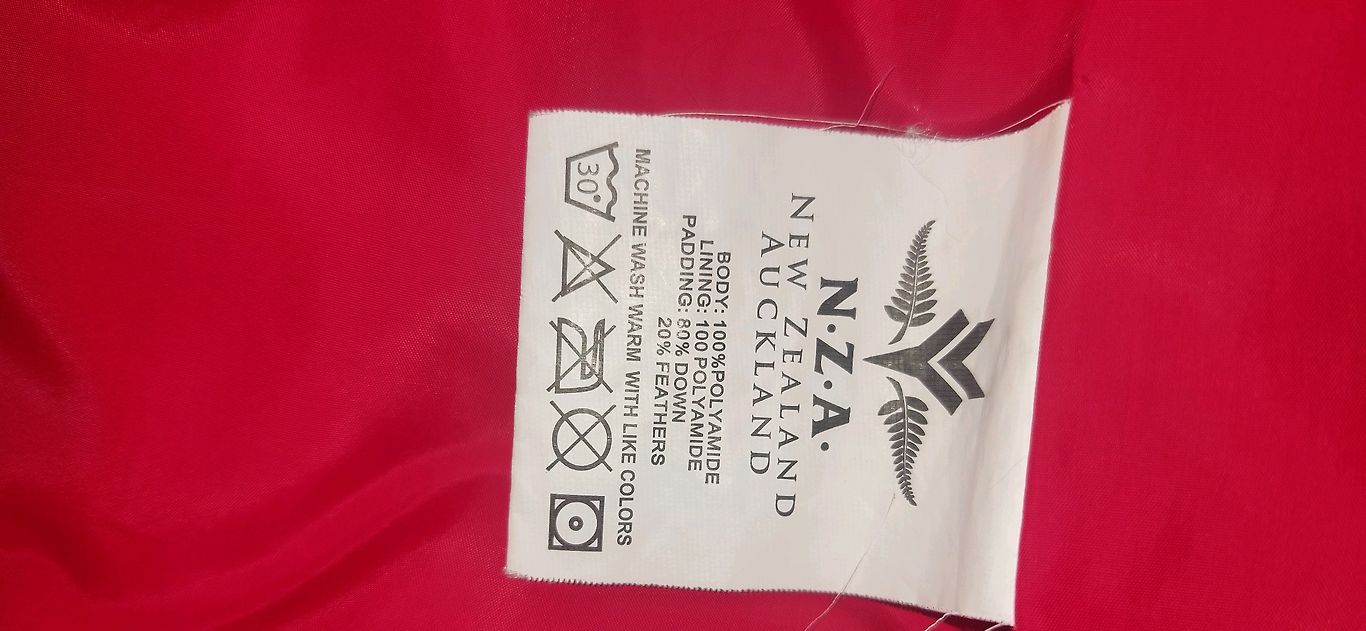 N.Z.A.
NEW ZEALAND
AUCKLAND
BODY: 100%POLYAMIDE
LINING: 100 POLYAMIDE
PADDING: 80% DOWN
20% FEATHERS
MACHINE WASH WARM WITH LIKE COLORS
30°